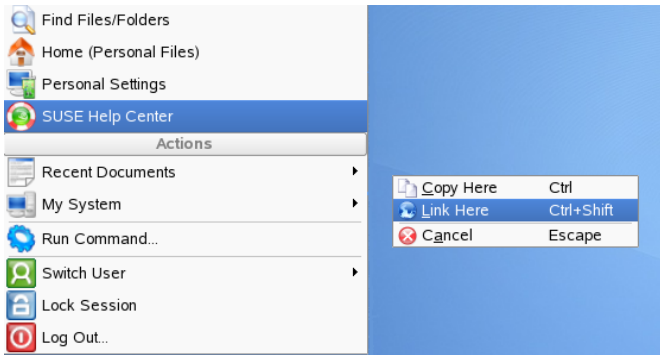 Find Files/Folders
Home (Personal Files)
Personal Settings
SUSE Help Center
Actions
Recent Documents
My System
Run Command...
Switch User
Lock Session
Log Out...
Copy Here Ctrl
Link Here Ctrl+Shift
Cancel Escape